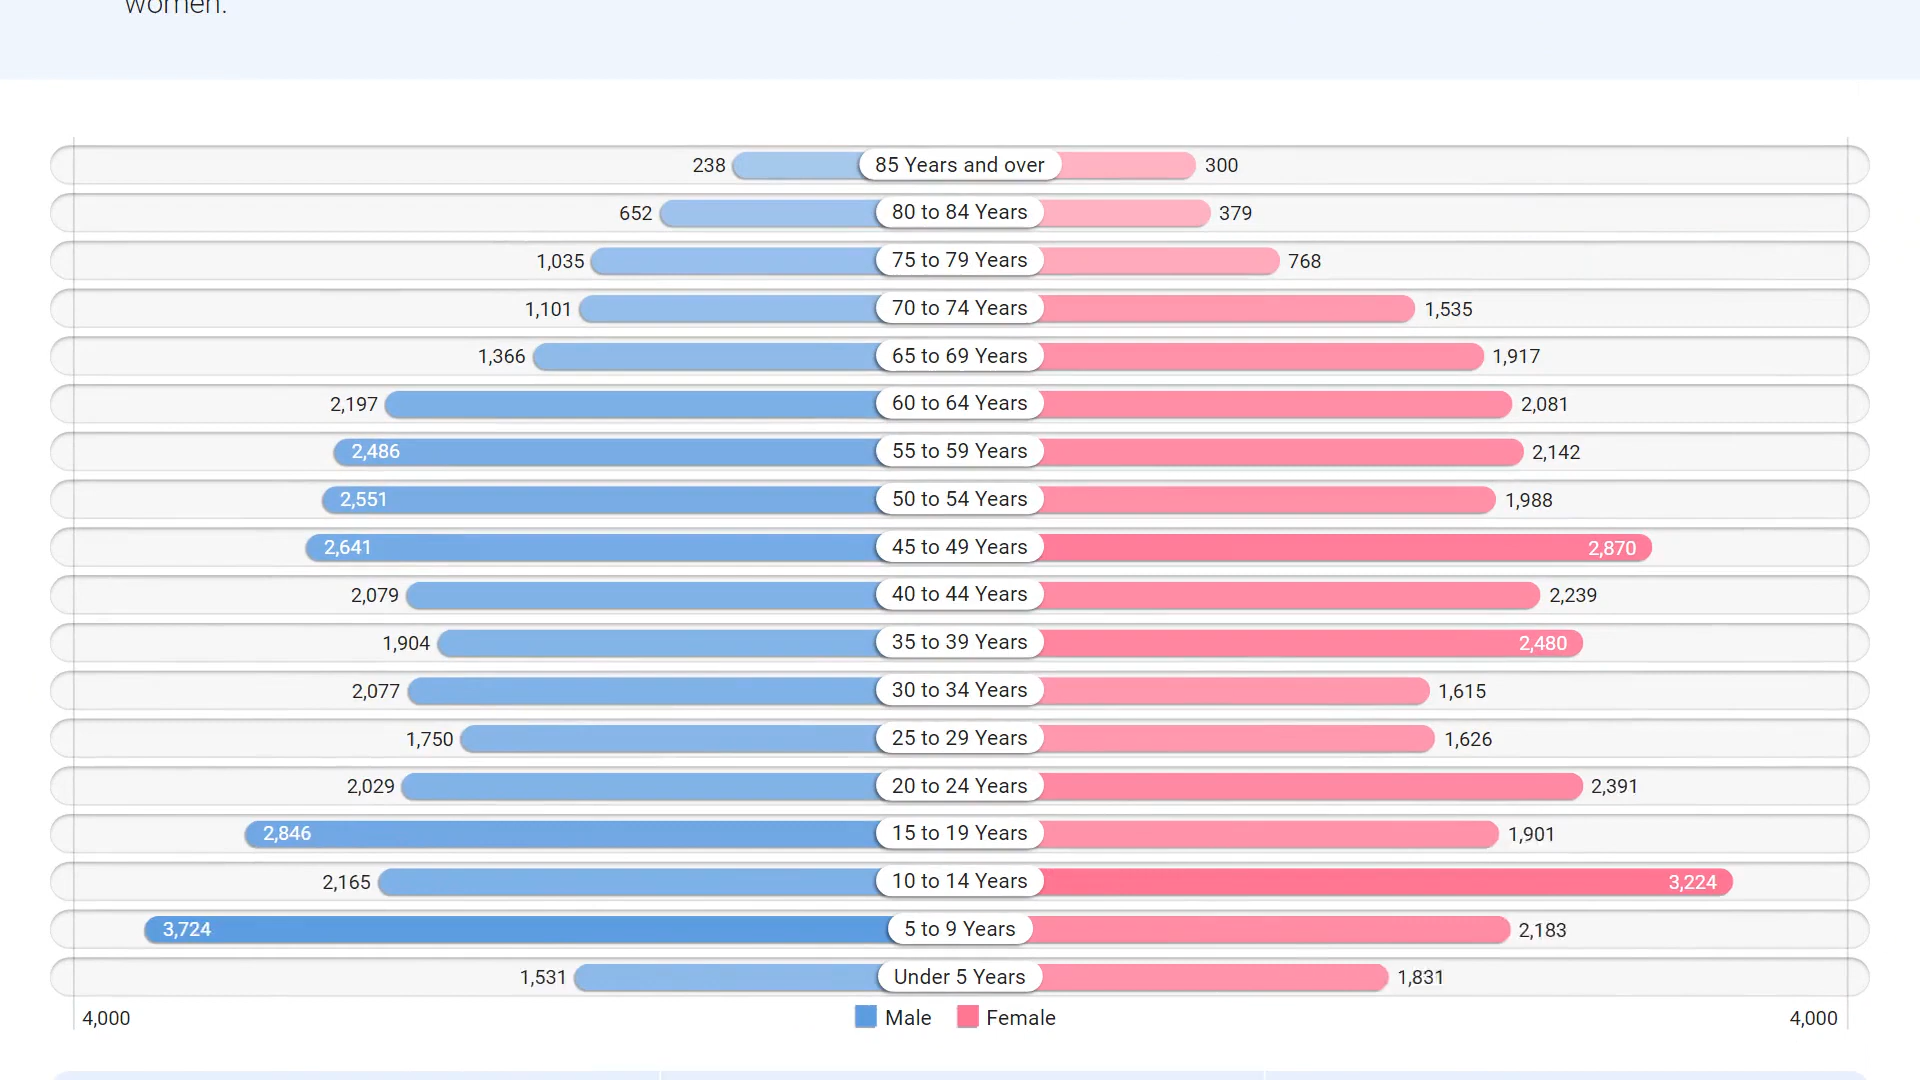 women.
238 85 Years and over 300
652 80 to 84 Years 379
1,035 75 to 79 Years 768
1,101 70 to 74 Years 1,535
1,366 65 to 69 Years 1,917
2,197 60 to 64 Years 2,081
2,486 55 to 59 Years 2,142
2,551 50 to 54 Years 1,988
2,641 45 to 49 Years 2,870
2,079 40 to 44 Years 2,239
1,904 35 to 39 Years 2,480
2,077 30 to 34 Years 1,615
1,750 25 to 29 Years 1,626
2,029 20 to 24 Years 2,391
2,846 15 to 19 Years 1,901
2,165 10 to 14 Years 3,224
3,724 5 to 9 Years 2,183
1,531 Under 5 Years 1,831
4,000 Male Female 4,000